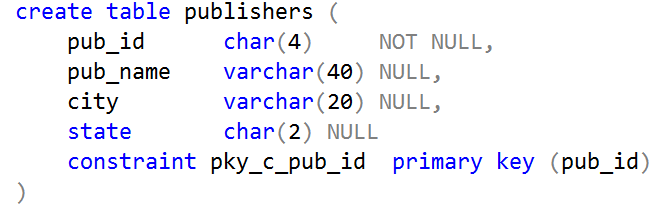 create table publishers (
    pub_id      char(4)     NOT NULL,
    pub_name    varchar(40) NULL,
    city        varchar(20) NULL,
    state       char(2) NULL
    constraint pky_c_pub_id  primary key (pub_id)
)